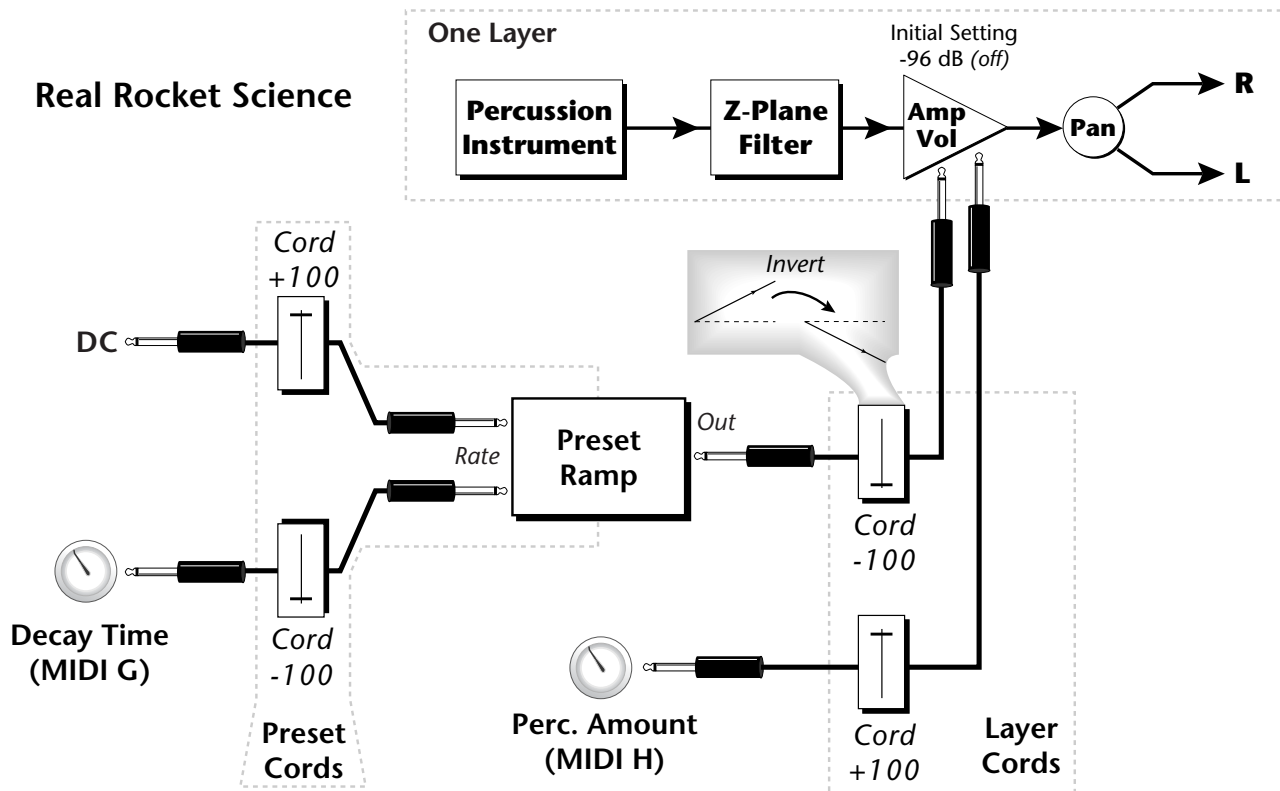 One Layer
Initial Setting
-96 dB (off)
Real Rocket Science
Percussion
Instrument
Z-Plane
Filter
Amp
Vol
Pan
R
L
Cord
+100
Invert
DC
Rate
Preset
Ramp
Out
Cord
-100
Decay Time
(MIDI G)
Cord
-100
Perc. Amount
(MIDI H)
Preset
Cords
Cord
+100
Layer
Cords